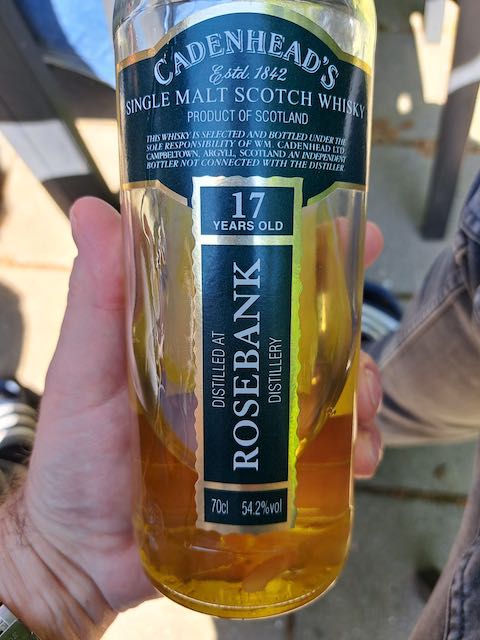 CADENHEAD'S
Estd. 1842
SINGLE MALT SCOTCH WHISKY
PRODUCT OF SCOTLAND
THIS WHISKY IS SELECTED AND BOTTLED UNDER THE
SOLE RESPONSIBILITY OF WM. CADENHEAD LTD
CAMPBELTOWN, ARGYLL, SCOTLAND AN INDEPENDENT
BOTTLER NOT CONNECTED WITH THE DISTILLER.
17
YEARS OLD
DISTILLED AT
ROSEBANK
DISTILLERY
70cl 54.2%vol